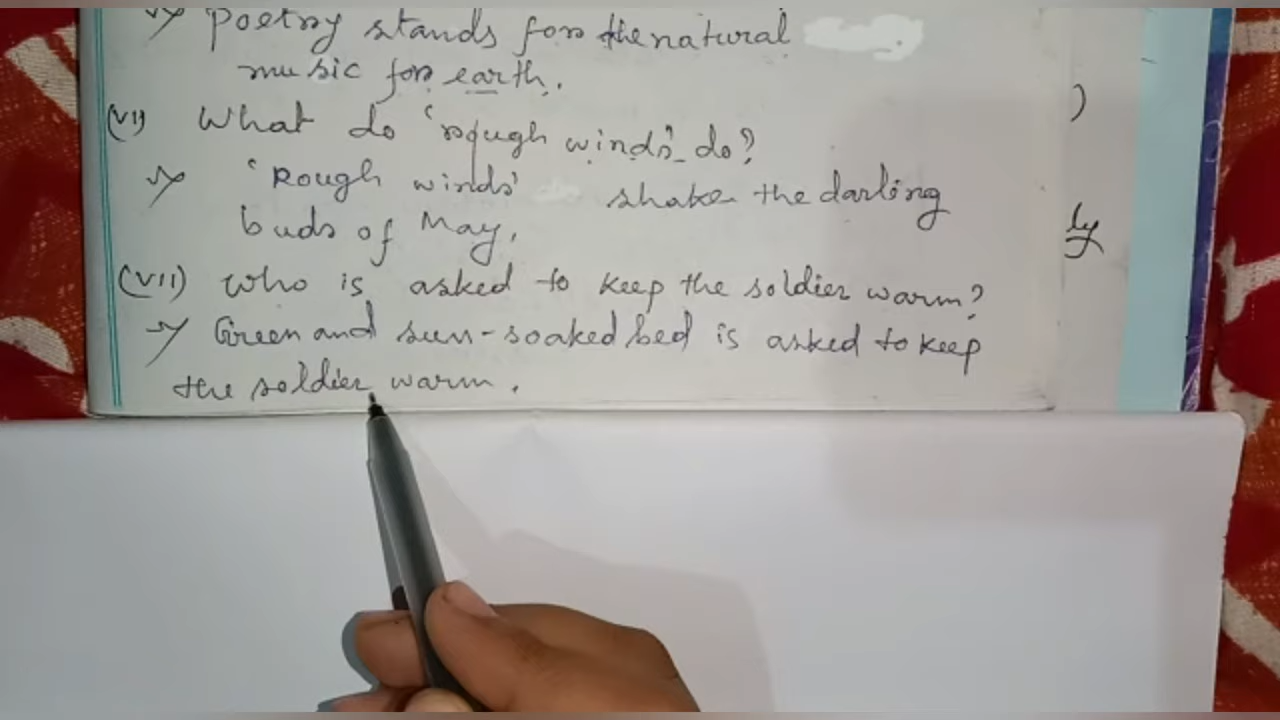 Poetry stands for the natural
music for earth.
(VI) What do 'rough winds' do?
'Rough winds' shake the darling
buds of May.
(VII) Who is asked to keep the soldier warm?
Green and sun-soaked bed is asked to keep
the soldier warm.
)
ly